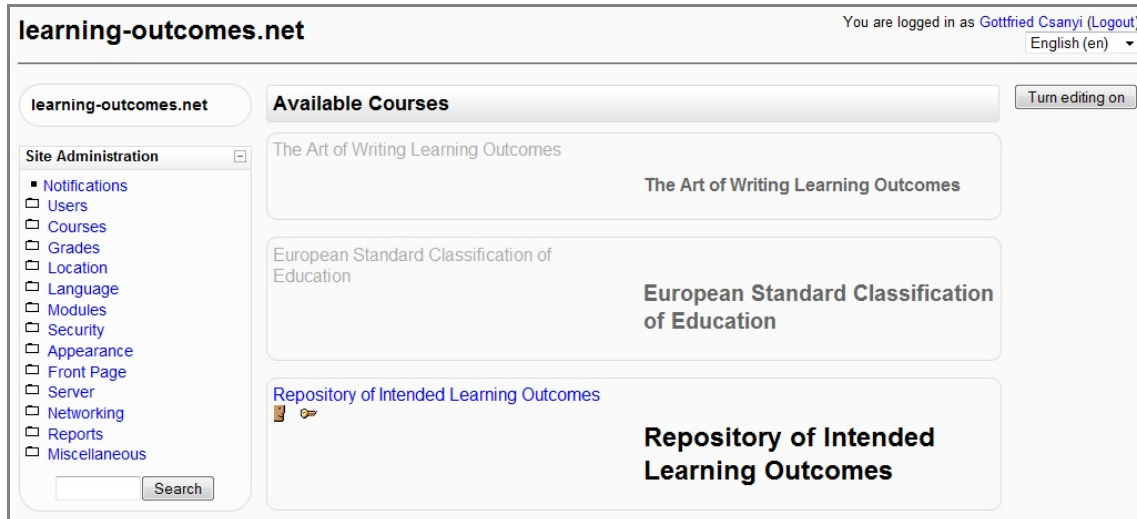 learning-outcomes.net
You are logged in as Gottfried Csanyi (Logout)
English (en)
learning-outcomes.net
Site Administration
Notifications
Users
Courses
Grades
Location
Language
Modules
Security
Appearance
Front Page
Server
Networking
Reports
Miscellaneous
Search
Available Courses
The Art of Writing Learning Outcomes
The Art of Writing Learning Outcomes
European Standard Classification of
Education
European Standard Classification
of Education
Repository of Intended Learning Outcomes
Repository of Intended
Learning Outcomes
Turn editing on